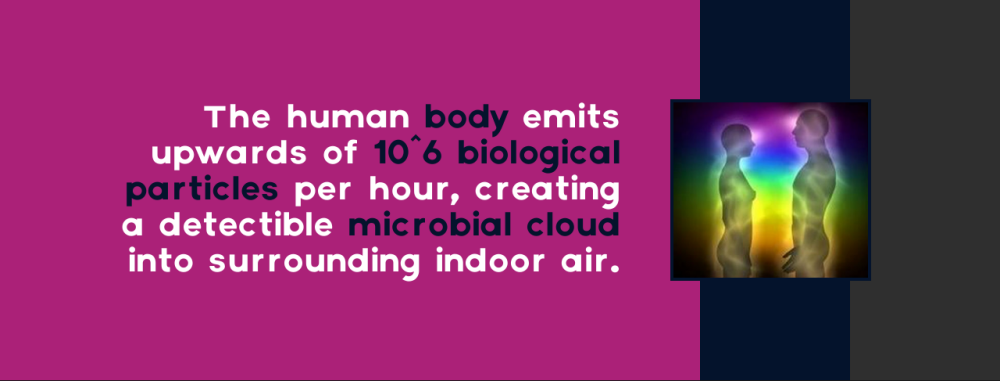 The human body emits
upwards of 10^6 biological
particles per hour, creating
a detectible microbial cloud
into surrounding indoor air.